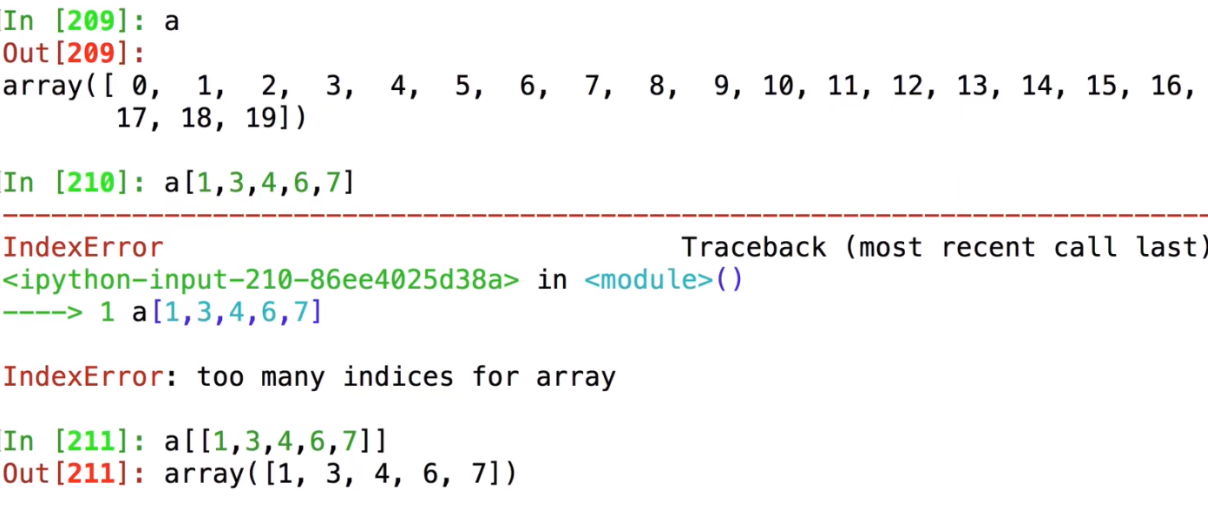 In [209]: a
Out[209]:
array([ 0,  1,  2,  3,  4,  5,  6,  7,  8,  9, 10, 11, 12, 13, 14, 15, 16,
       17, 18, 19])
In [210]: a[1,3,4,6,7]
---------------------------------------------------------------------------
IndexError                                Traceback (most recent call last)
<ipython-input-210-86ee4025d38a> in <module>()
----> 1 a[1,3,4,6,7]
IndexError: too many indices for array
In [211]: a[[1,3,4,6,7]]
Out[211]: array([1, 3, 4, 6, 7])